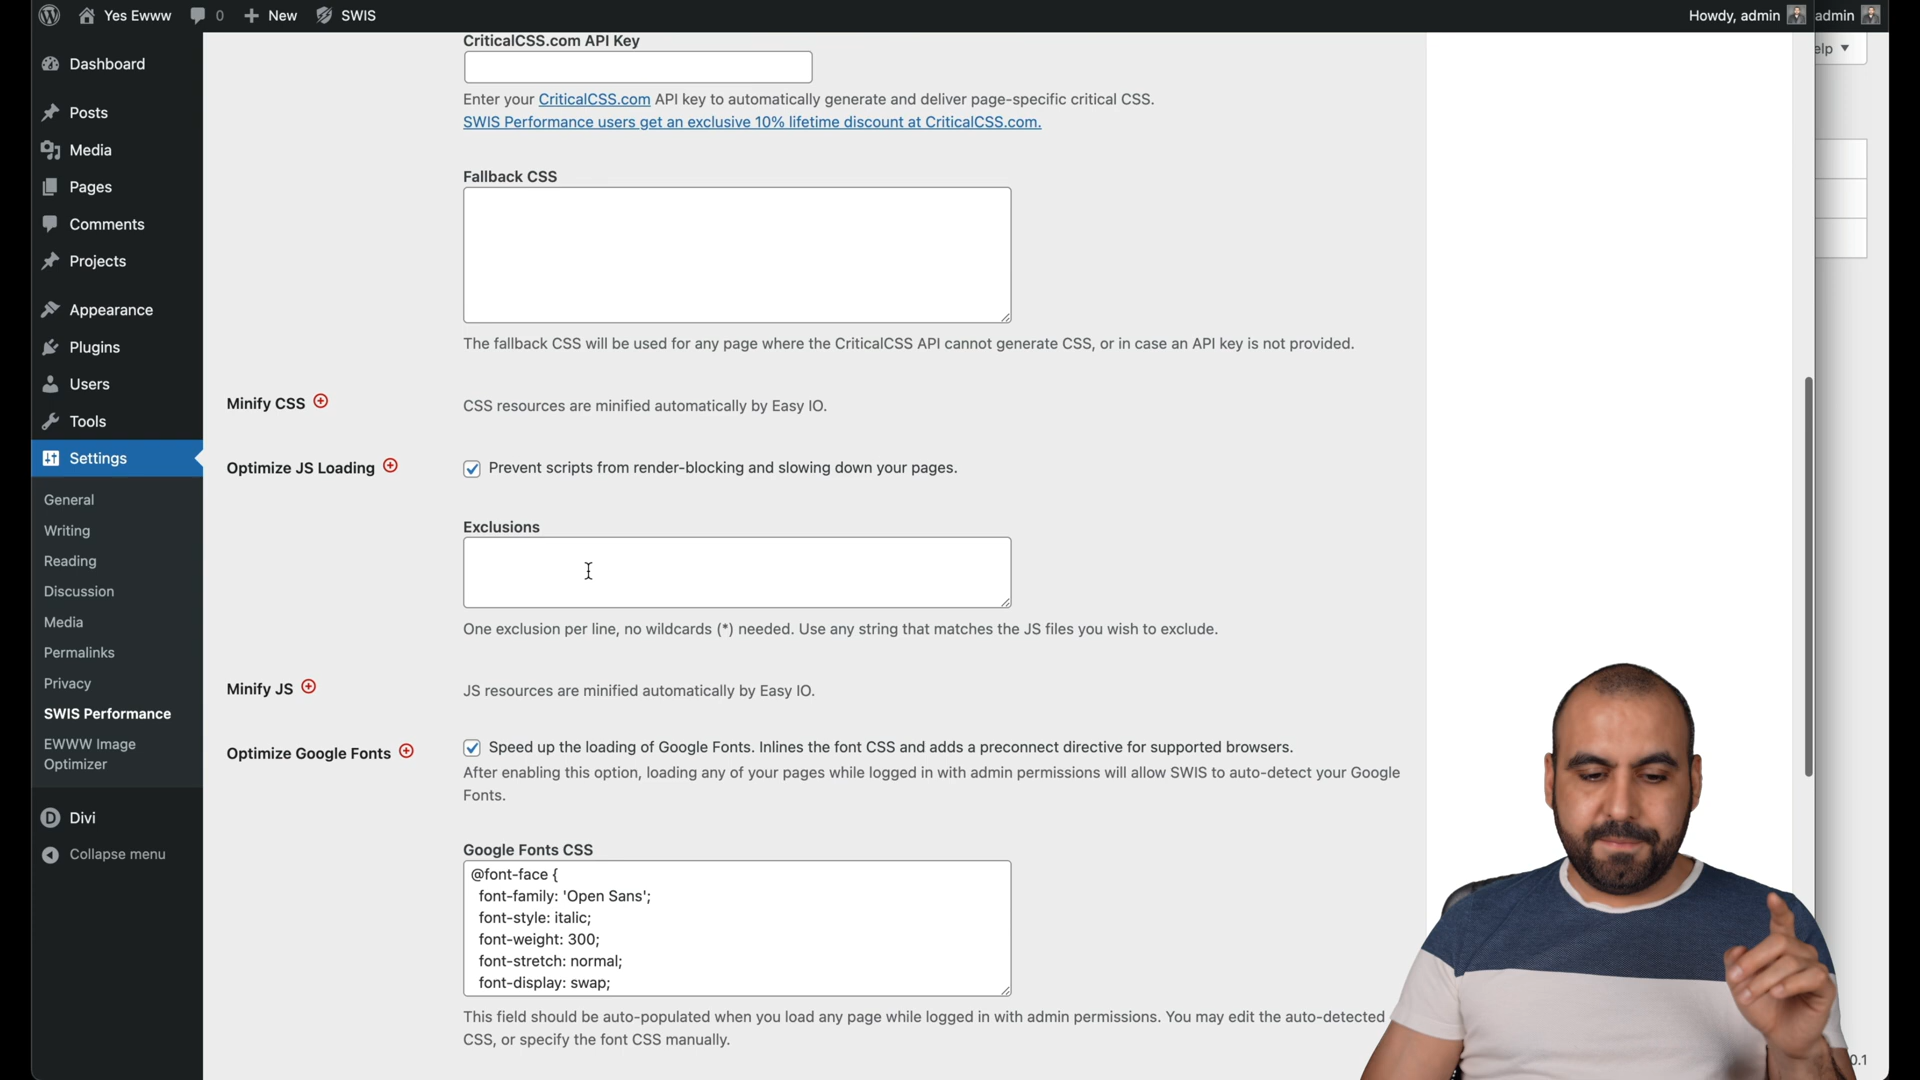 Yes Ewww
0
New
SWIS
Howdy, admin
admin
elp
Dashboard
Posts
Media
Pages
Comments
Projects
Appearance
Plugins
Users
Tools
Settings
General
Writing
Reading
Discussion
Media
Permalinks
Privacy
SWIS Performance
EWWW Image
Optimizer
Divi
Collapse menu
CriticalCSS.com API Key
Enter your CriticalCSS.com API key to automatically generate and deliver page-specific critical CSS.
SWIS Performance users get an exclusive 10% lifetime discount at CriticalCSS.com.
Fallback CSS
The fallback CSS will be used for any page where the CriticalCSS API cannot generate CSS, or in case an API key is not provided.
Minify CSS
CSS resources are minified automatically by Easy IO.
Optimize JS Loading
Prevent scripts from render-blocking and slowing down your pages.
Exclusions
One exclusion per line, no wildcards (*) needed. Use any string that matches the JS files you wish to exclude.
Minify JS
JS resources are minified automatically by Easy IO.
Optimize Google Fonts
Speed up the loading of Google Fonts. Inlines the font CSS and adds a preconnect directive for supported browsers.
After enabling this option, loading any of your pages while logged in with admin permissions will allow SWIS to auto-detect your Google
Fonts.
Google Fonts CSS
@font-face {
font-family: 'Open Sans';
font-style: italic;
font-weight: 300;
font-stretch: normal;
font-display: swap;
This field should be auto-populated when you load any page while logged in with admin permissions. You may edit the auto-detected
CSS, or specify the font CSS manually.
0.1